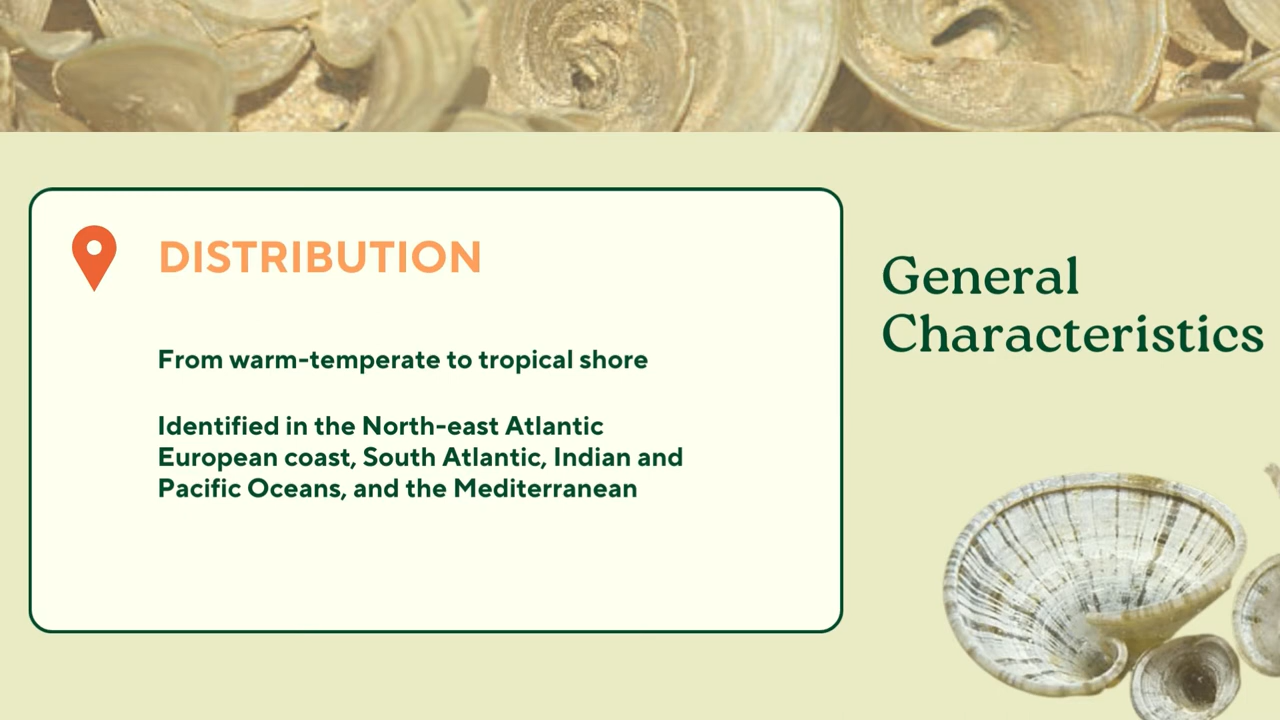 DISTRIBUTION
From warm-temperate to tropical shore
Identified in the North-east Atlantic
European coast, South Atlantic, Indian and
Pacific Oceans, and the Mediterranean
General
Characteristics